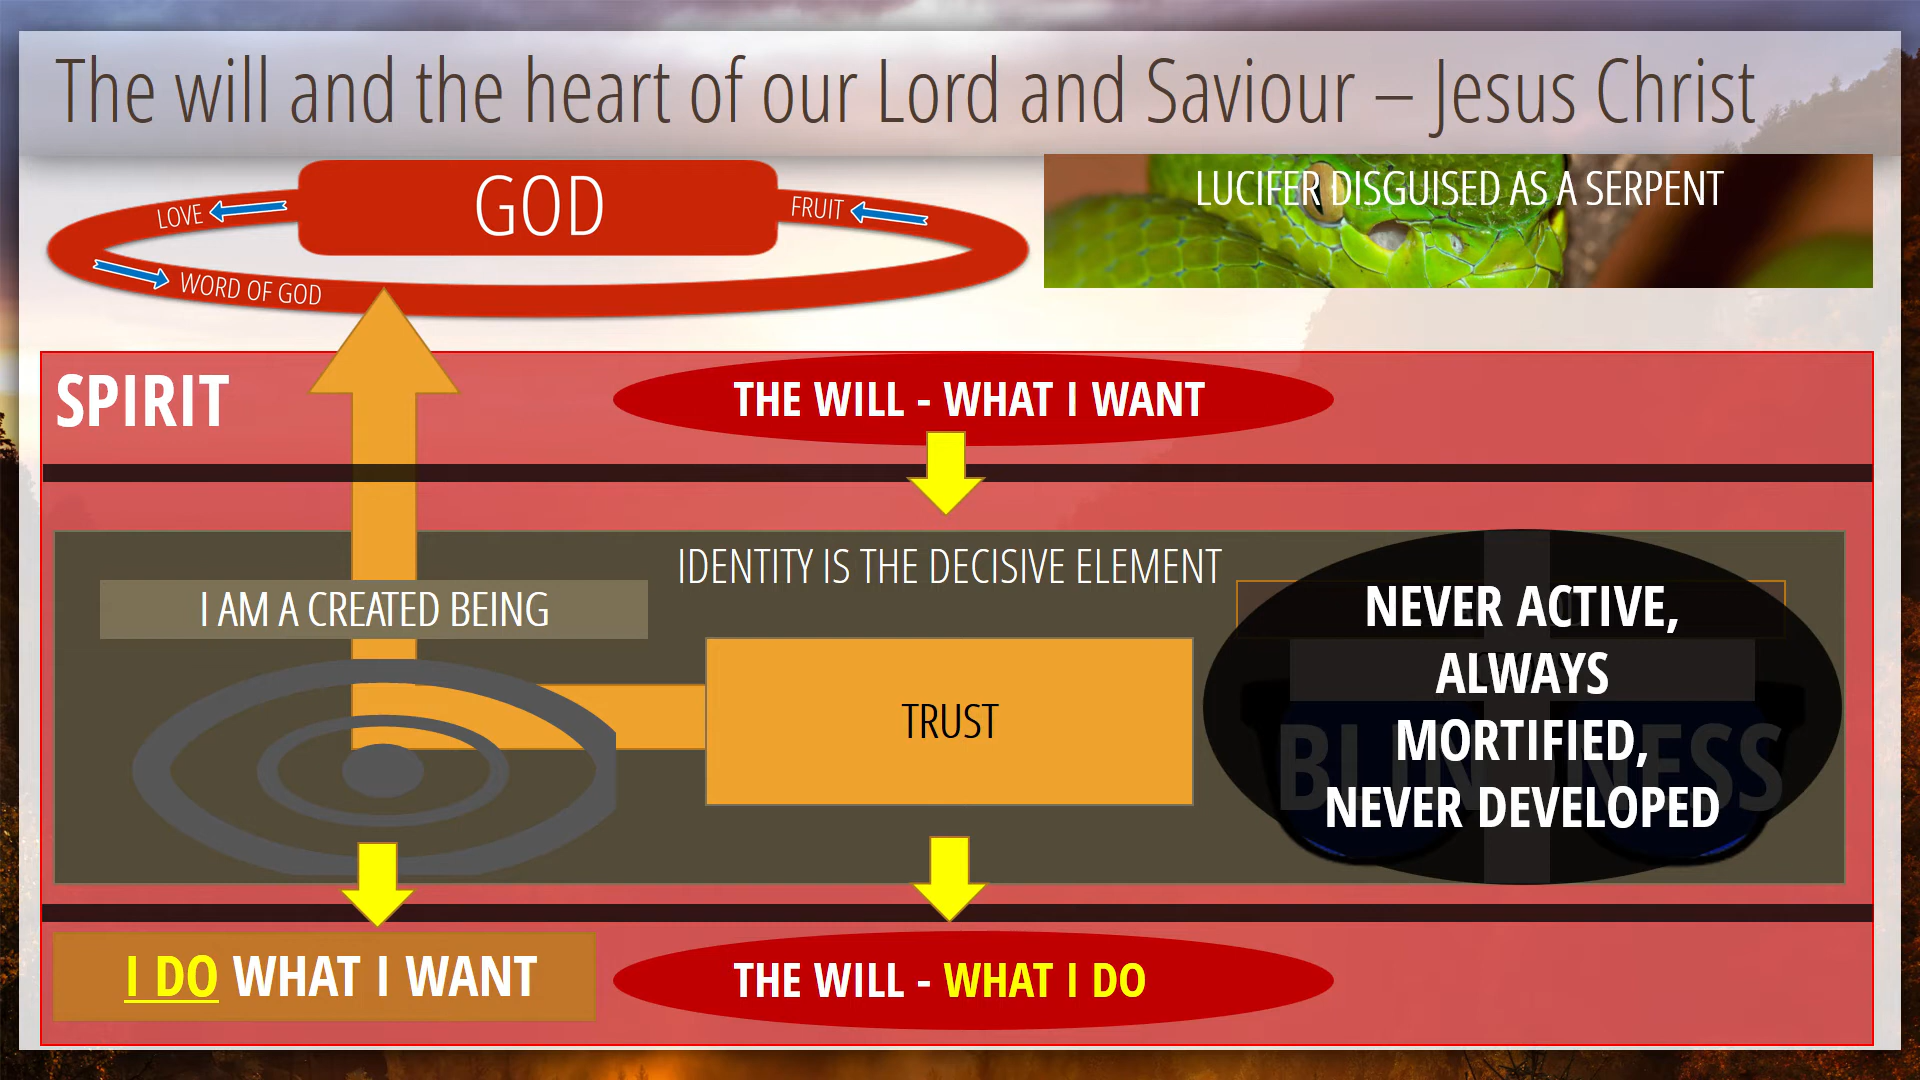 The will and the heart of our Lord and Saviour – Jesus Christ
GOD
LOVE
FRUIT
WORD OF GOD
LUCIFER DISGUISED AS A SERPENT
SPIRIT
THE WILL - WHAT I WANT
IDENTITY IS THE DECISIVE ELEMENT
I AM A CREATED BEING
TRUST
NEVER ACTIVE,
ALWAYS
MORTIFIED,
NEVER DEVELOPED
BLINDNESS
I DO WHAT I WANT
THE WILL - WHAT I DO